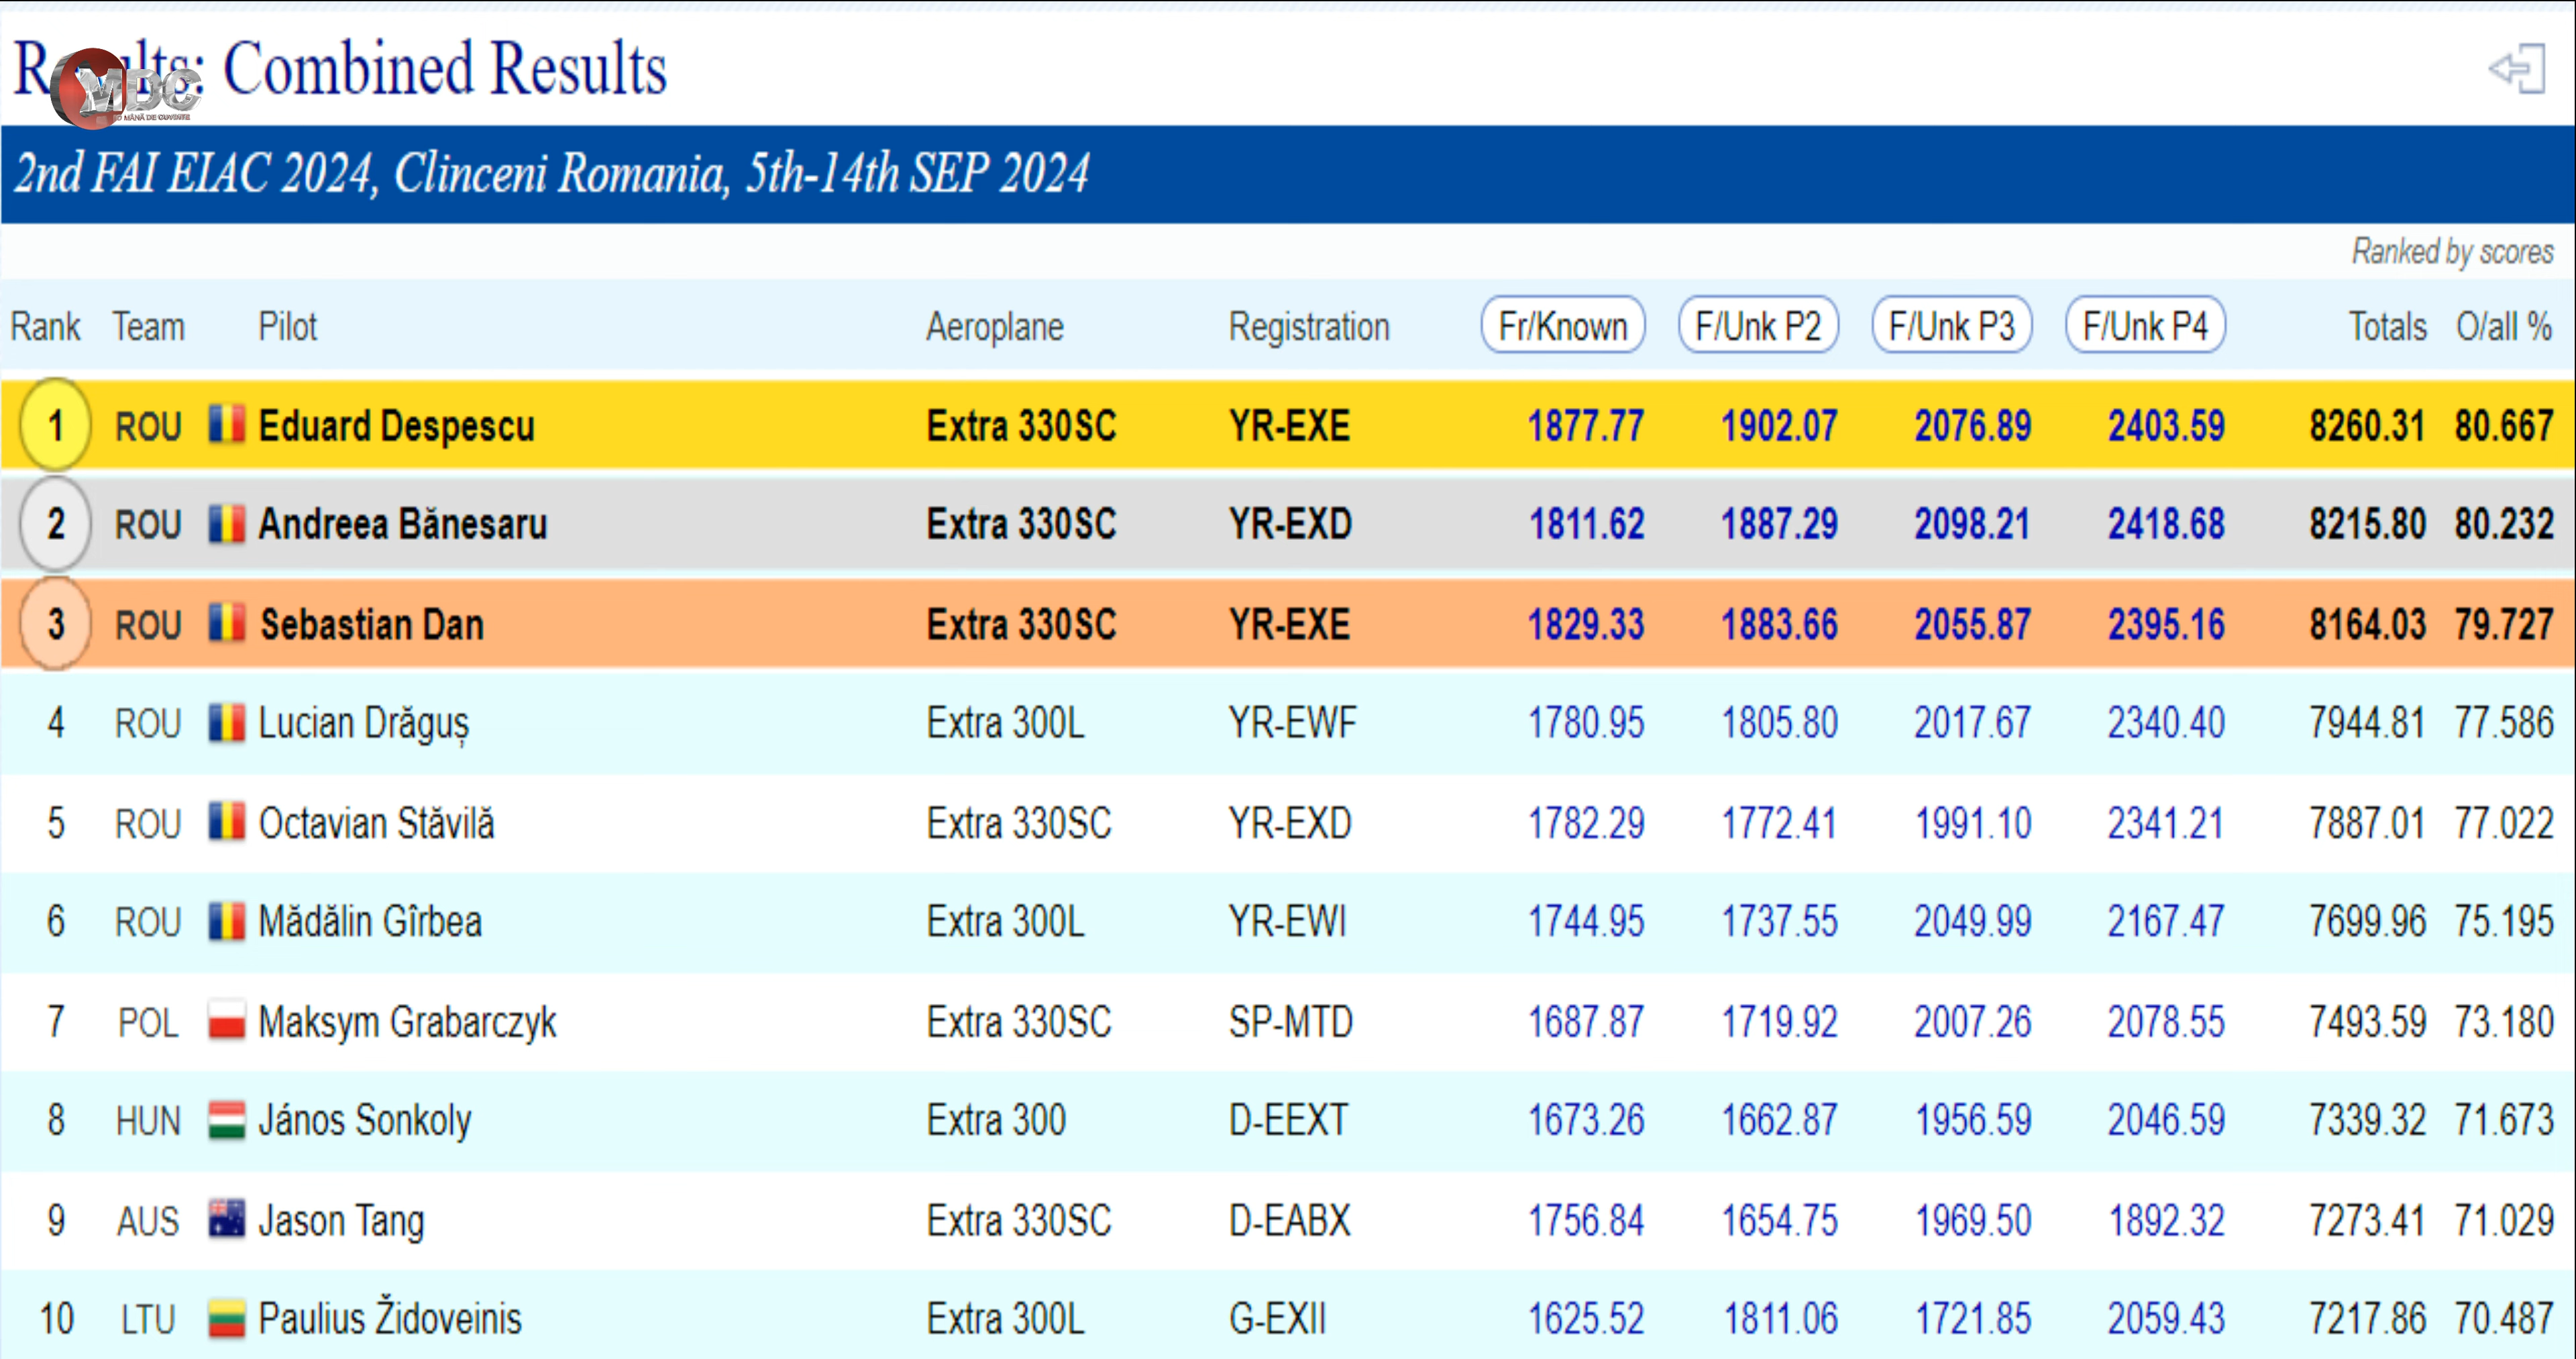 Results: Combined Results
MDC
O MÂNĂ DE CUVINTE
2nd FAI EIAC 2024, Clinceni Romania, 5th-14th SEP 2024
Ranked by scores
Rank Team Pilot Aeroplane Registration Fr/Known F/Unk P2 F/Unk P3 F/Unk P4 Totals O/all %
1 ROU Eduard Despescu Extra 330SC YR-EXE 1877.77 1902.07 2076.89 2403.59 8260.31 80.667
2 ROU Andreea Bănesaru Extra 330SC YR-EXD 1811.62 1887.29 2098.21 2418.68 8215.80 80.232
3 ROU Sebastian Dan Extra 330SC YR-EXE 1829.33 1883.66 2055.87 2395.16 8164.03 79.727
4 ROU Lucian Drăguș Extra 300L YR-EWF 1780.95 1805.80 2017.67 2340.40 7944.81 77.586
5 ROU Octavian Stăvilă Extra 330SC YR-EXD 1782.29 1772.41 1991.10 2341.21 7887.01 77.022
6 ROU Mădălin Gîrbea Extra 300L YR-EWI 1744.95 1737.55 2049.99 2167.47 7699.96 75.195
7 POL Maksym Grabarczyk Extra 330SC SP-MTD 1687.87 1719.92 2007.26 2078.55 7493.59 73.180
8 HUN János Sonkoly Extra 300 D-EEXT 1673.26 1662.87 1956.59 2046.59 7339.32 71.673
9 AUS Jason Tang Extra 330SC D-EABX 1756.84 1654.75 1969.50 1892.32 7273.41 71.029
10 LTU Paulius Židoveinis Extra 300L G-EXII 1625.52 1811.06 1721.85 2059.43 7217.86 70.487